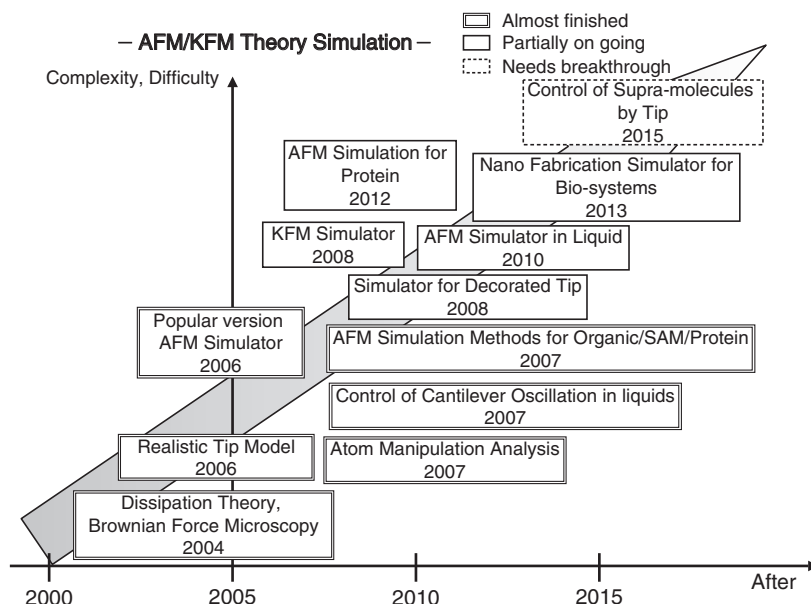 Almost finished
– AFM/KFM Theory Simulation –
Partially on going
Needs breakthrough
Complexity, Difficulty
Control of Supra-molecules
by Tip
2015
AFM Simulation for
Protein
2012
Nano Fabrication Simulator for
Bio-systems
2013
KFM Simulator
2008
AFM Simulator in Liquid
2010
Simulator for Decorated Tip
2008
Popular version
AFM Simulator
2006
AFM Simulation Methods for Organic/SAM/Protein
2007
Control of Cantilever Oscillation in liquids
2007
Realistic Tip Model
2006
Atom Manipulation Analysis
2007
Dissipation Theory,
Brownian Force Microscopy
2004
2000
2005
2010
2015
After